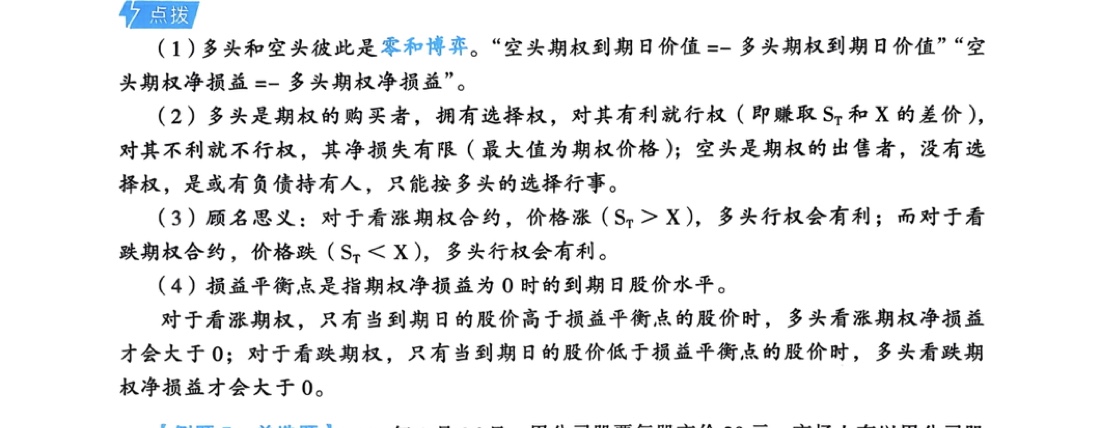 点拨
（1）多头和空头彼此是零和博弈。“空头期权到期日价值 =– 多头期权到期日价值”“空
头期权净损益 =– 多头期权净损益”。
（2）多头是期权的购买者，拥有选择权，对其有利就行权（即赚取 S_T 和 X 的差价），
对其不利就不行权，其净损失有限（最大值为期权价格）；空头是期权的出售者，没有选
择权，是或有负债持有人，只能按多头的选择行事。
（3）顾名思义：对于看涨期权合约，价格涨（S_T > X），多头行权会有利；而对于看
跌期权合约，价格跌（S_T < X），多头行权会有利。
（4）损益平衡点是指期权净损益为 0 时的到期日股价水平。
对于看涨期权，只有当到期日的股价高于损益平衡点的股价时，多头看涨期权净损益
才会大于 0；对于看跌期权，只有当到期日的股价低于损益平衡点的股价时，多头看跌期
权净损益才会大于 0。